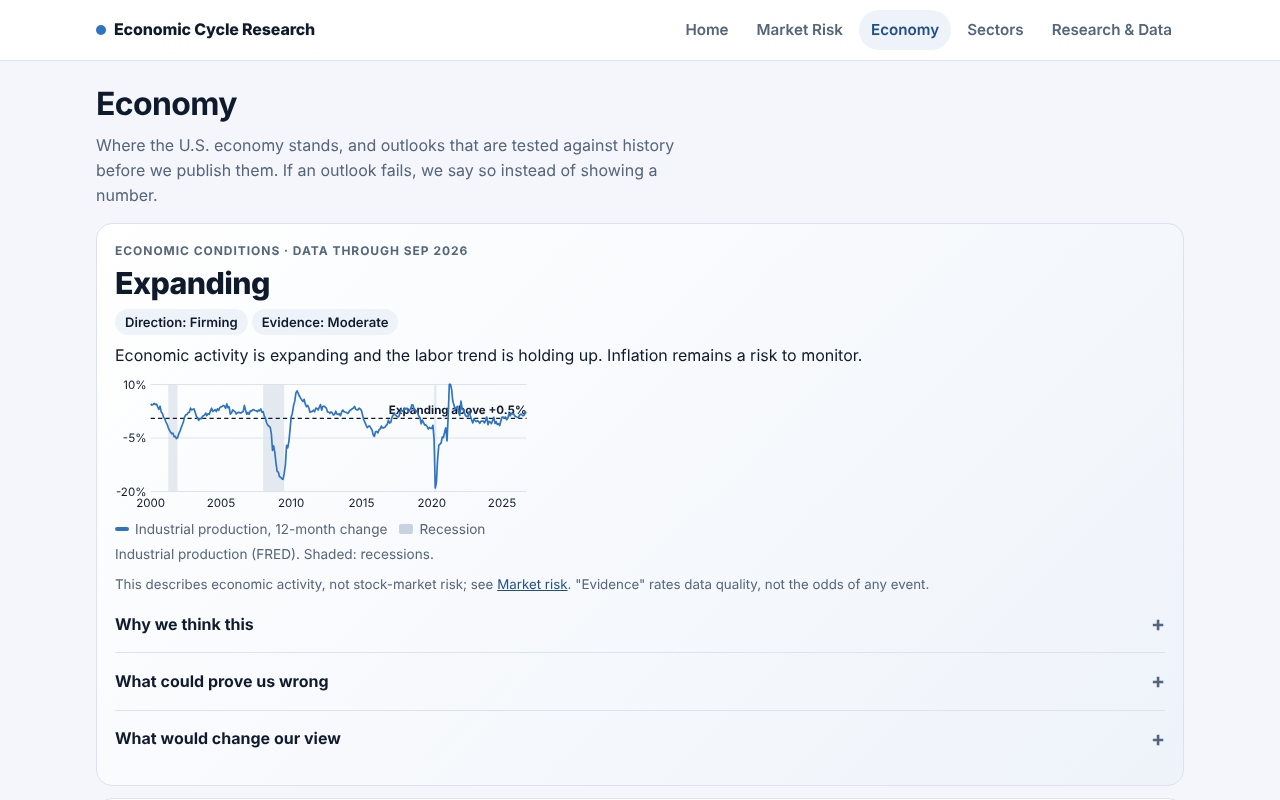 Economic Cycle Research
Home Market Risk Economy Sectors Research & Data
Economy
Where the U.S. economy stands, and outlooks that are tested against history
before we publish them. If an outlook fails, we say so instead of showing a
number.
ECONOMIC CONDITIONS · DATA THROUGH SEP 2026
Expanding
Direction: Firming Evidence: Moderate
Economic activity is expanding and the labor trend is holding up. Inflation remains a risk to monitor.
10%
Expanding above +0.5%
-5%
-20%
2000 2005 2010 2015 2020 2025
Industrial production, 12-month change Recession
Industrial production (FRED). Shaded: recessions.
This describes economic activity, not stock-market risk; see Market risk. "Evidence" rates data quality, not the odds of any event.
Why we think this +
What could prove us wrong +
What would change our view +